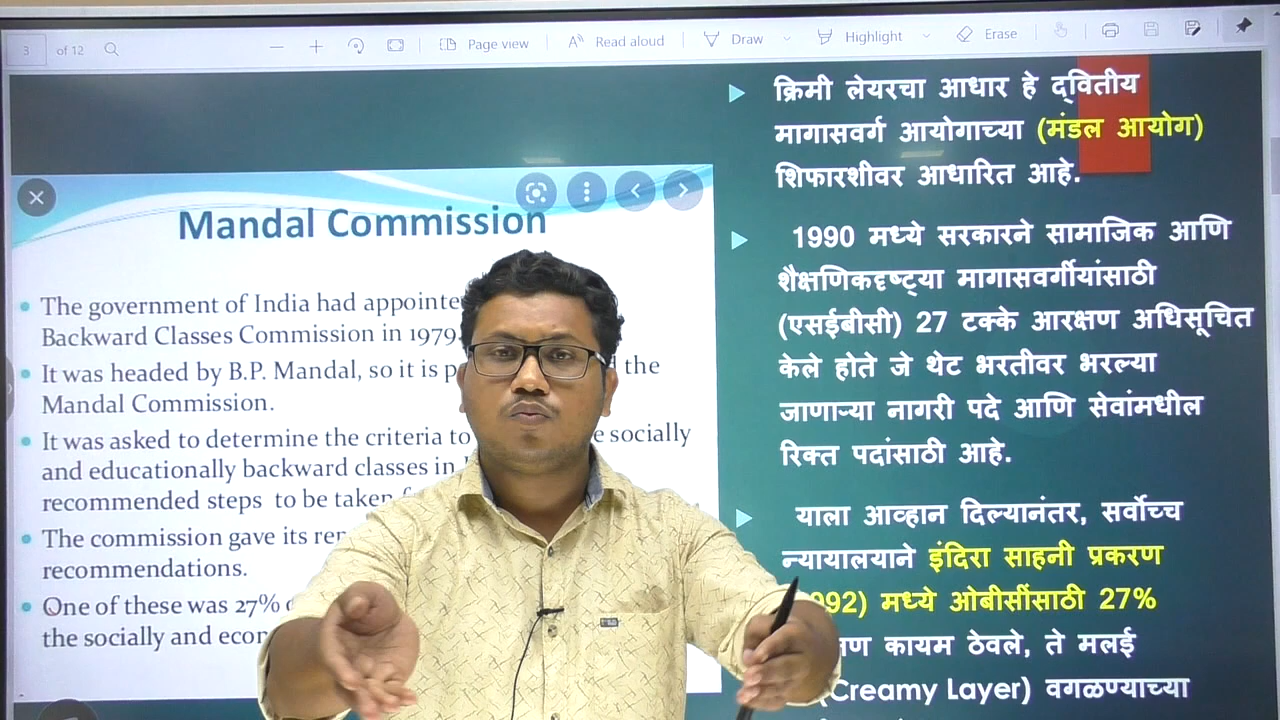 3 of 12
Page view
Read aloud
Draw
Highlight
Erase
Mandal Commission
The government of India had
Backward Classes Commission in 1979.
It was headed by B.P. Mandal, so it is the
Mandal Commission.
It was asked to determine the criteria to socially
and educationally backward classes in
recommended steps to be taken
The commission gave its
recommendations.
One of these was 27%
the socially and
क्रिमी लेयरचा आधार हे द्वितीय
मागासवर्ग आयोगाच्या (मंडल आयोग)
शिफारशीवर आधारित आहे.
1990 मध्ये सरकारने सामाजिक आणि
शैक्षणिकदृष्ट्या मागासवर्गीयांसाठी
(एसईबीसी) 27 टक्के आरक्षण अधिसूचित
केले होते जे थेट भरतीवर भरल्या
जाणाऱ्या नागरी पदे आणि सेवांमधील
रिक्त पदांसाठी आहे.
याला आव्हान दिल्यानंतर, सर्वोच्च
न्यायालयाने इंदिरा साहनी प्रकरण
मध्ये ओबीसींसाठी 27%
कायम ठेवले, ते मलई
(Creamy Layer) वगळण्याच्या